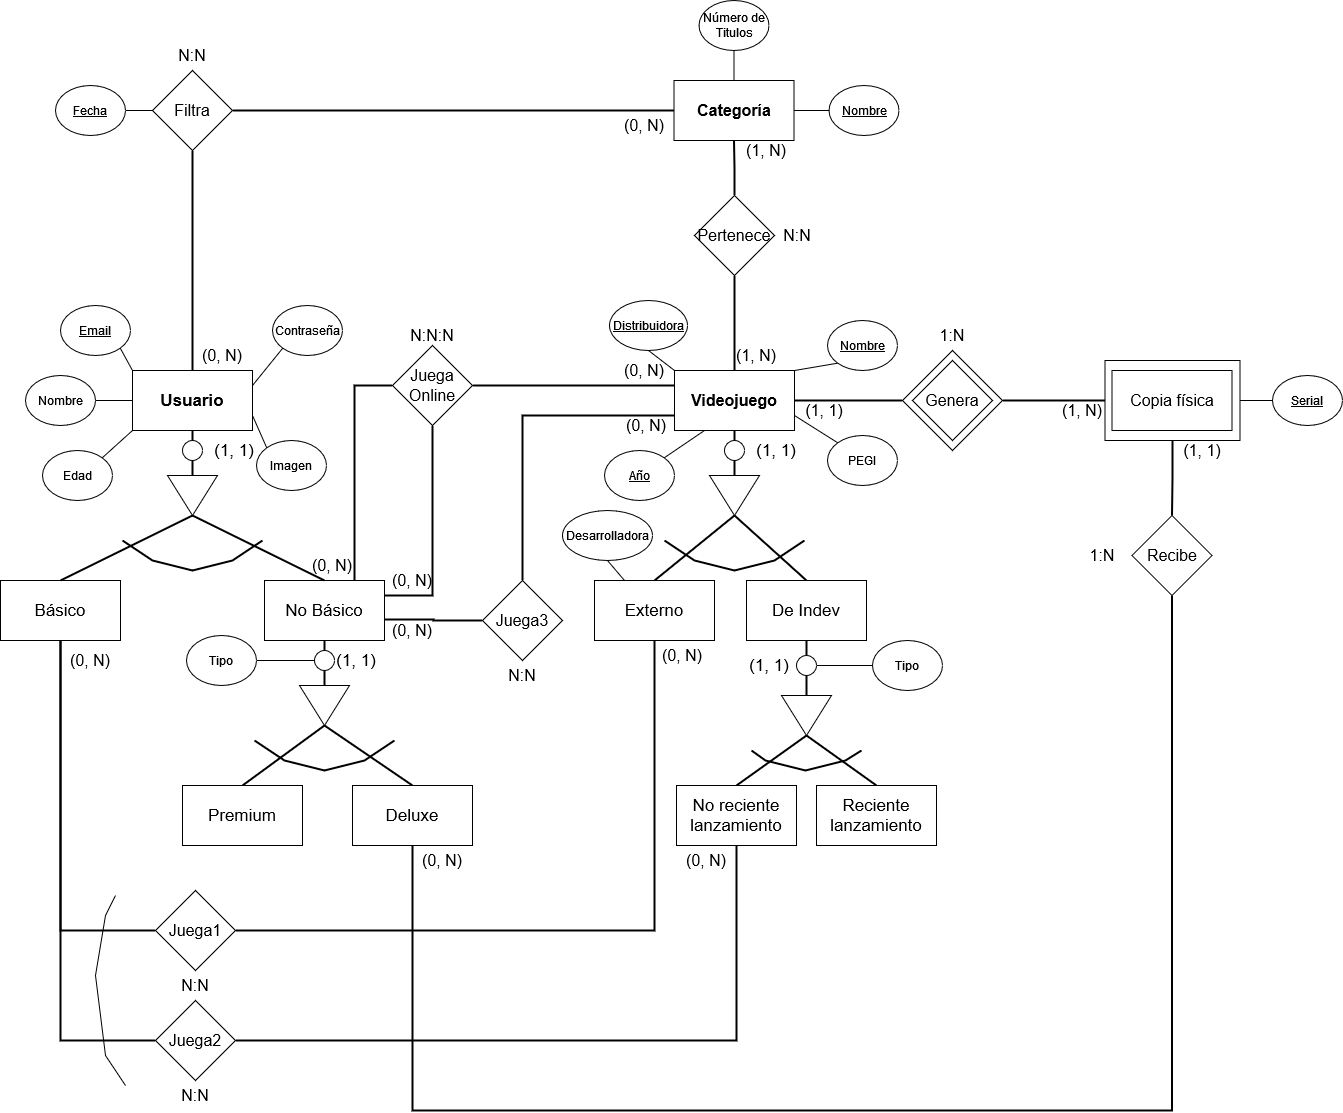 Número de
Titulos
N:N
Fecha
Filtra
Categoría
Nombre
(0, N)
(1, N)
Pertenece
N:N
Email
Contraseña
Distribuidora
Nombre
N:N:N
1:N
(0, N)
(0, N)
(1, N)
Juega
Online
Nombre
Usuario
Videojuego
(1, 1)
Genera
(1, N)
Copia física
Serial
(0, N)
Edad
(1, 1)
Imagen
Año
(1, 1)
PEGI
(1, 1)
Desarrolladora
1:N
Recibe
(0, N)
(0, N)
Básico
No Básico
(0, N)
Juega3
Externo
De Indev
(0, N)
Tipo
(1, 1)
N:N
(0, N)
(1, 1)
Tipo
Premium
Deluxe
No reciente
lanzamiento
Reciente
lanzamiento
(0, N)
(0, N)
Juega1
N:N
Juega2
N:N